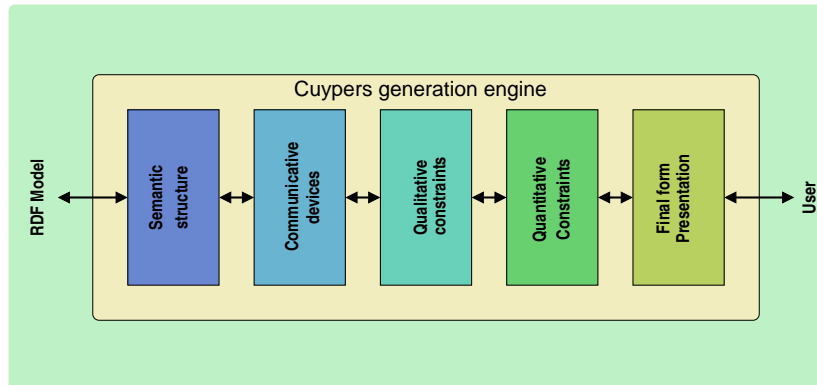 Cuypers generation engine
RDF Model
Semantic
structure
Communicative
devices
Qualitative
constraints
Quantitative
Constraints
Final form
Presentation
User